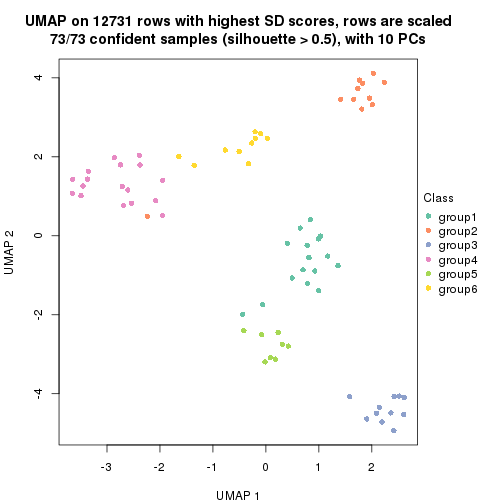 UMAP on 12731 rows with highest SD scores, rows are scaled
73/73 confident samples (silhouette > 0.5), with 10 PCs
4
2
0
-2
-4
UMAP 2
-3
-2
-1
0
1
2
UMAP 1
Class
group1
group2
group3
group4
group5
group6